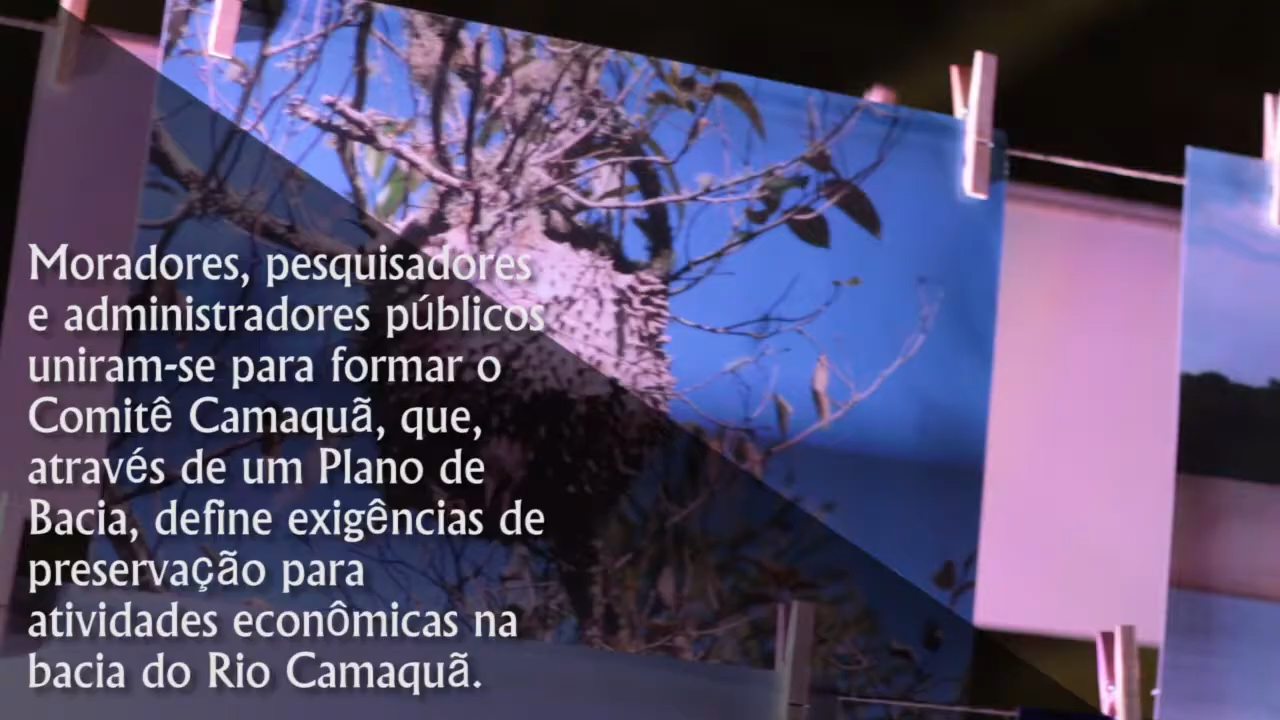 Moradores, pesquisadores
e administradores públicos
uniram-se para formar o
Comitê Camaquã, que,
através de um Plano de
Bacia, define exigências de
preservação para
atividades econômicas na
bacia do Rio Camaquã.